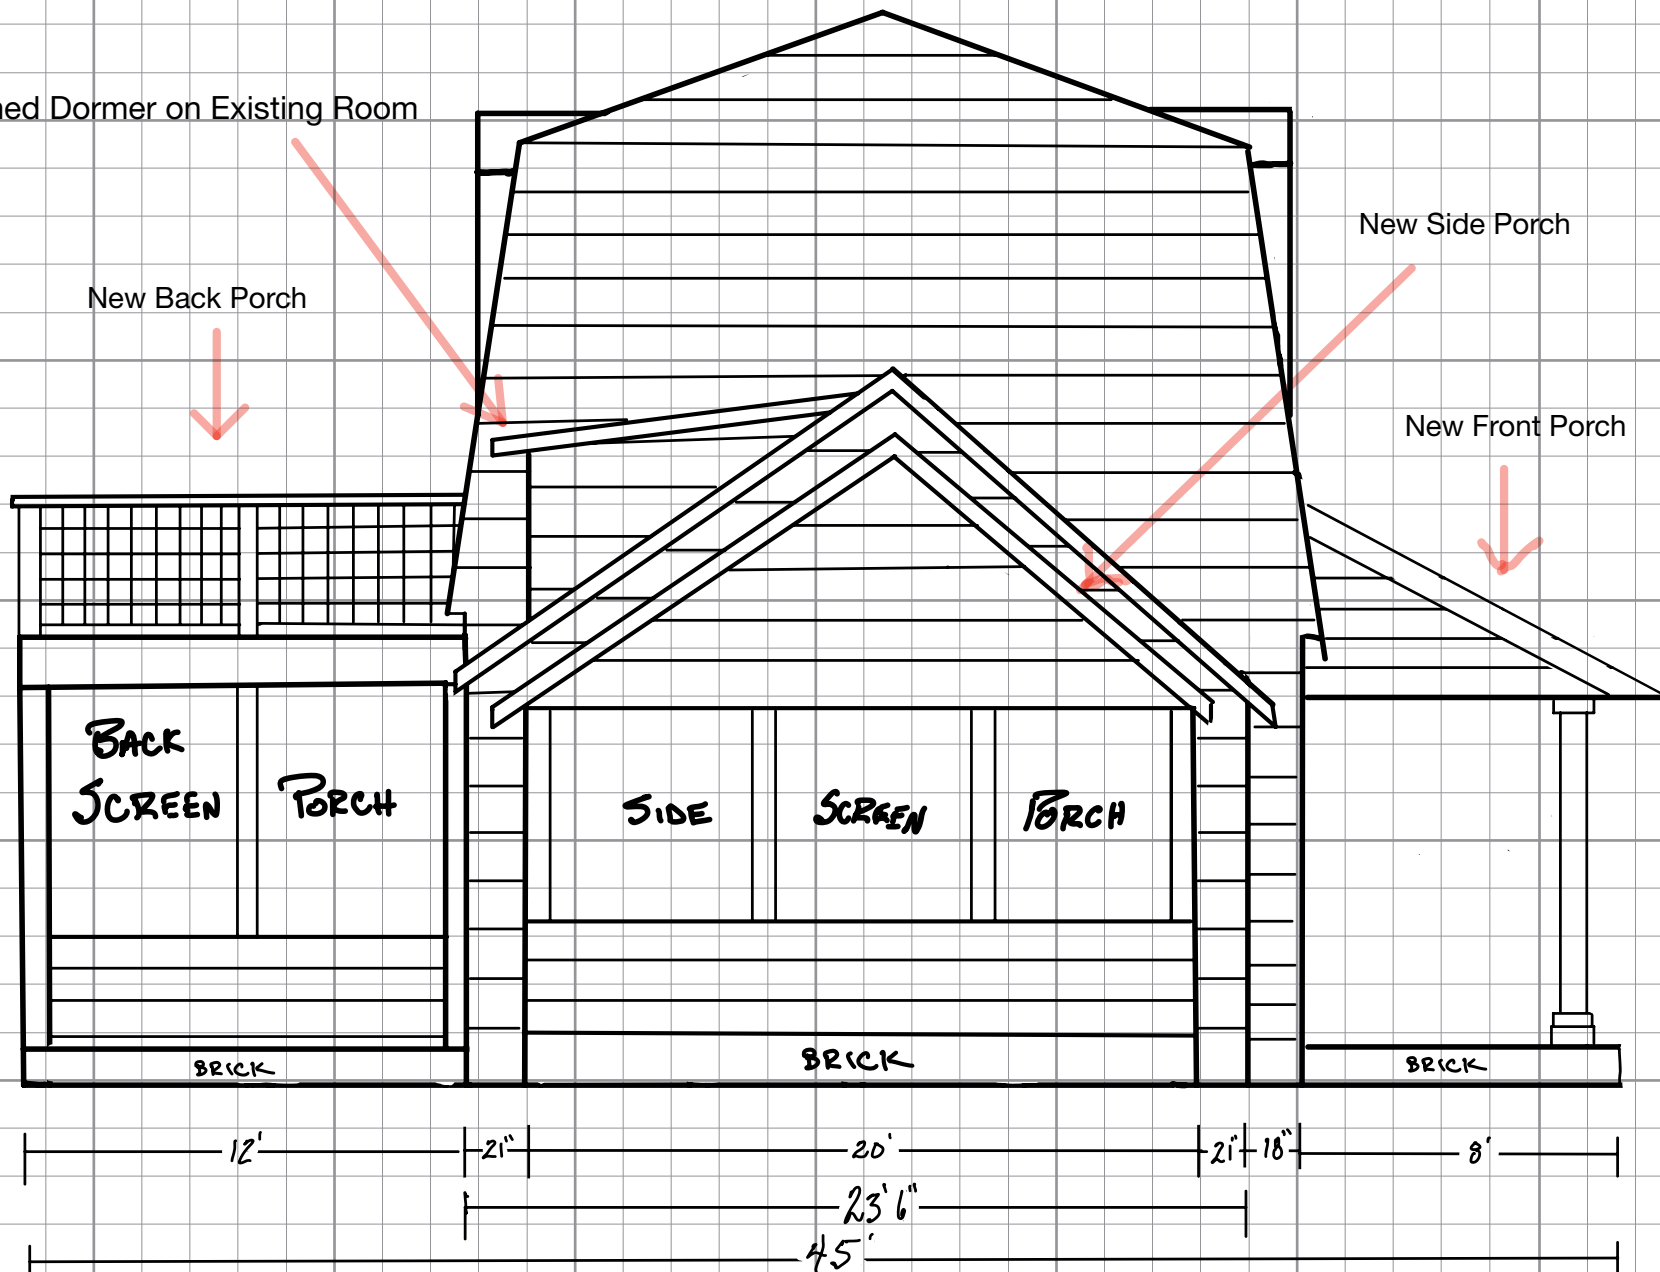 ned Dormer on Existing Room
New Side Porch
New Back Porch
New Front Porch
BACK
SCREEN PORCH
SIDE SCREEN PORCH
BRICK
BRICK
BRICK
12' 21" 20' 21" 18" 8'
23' 6"
45'